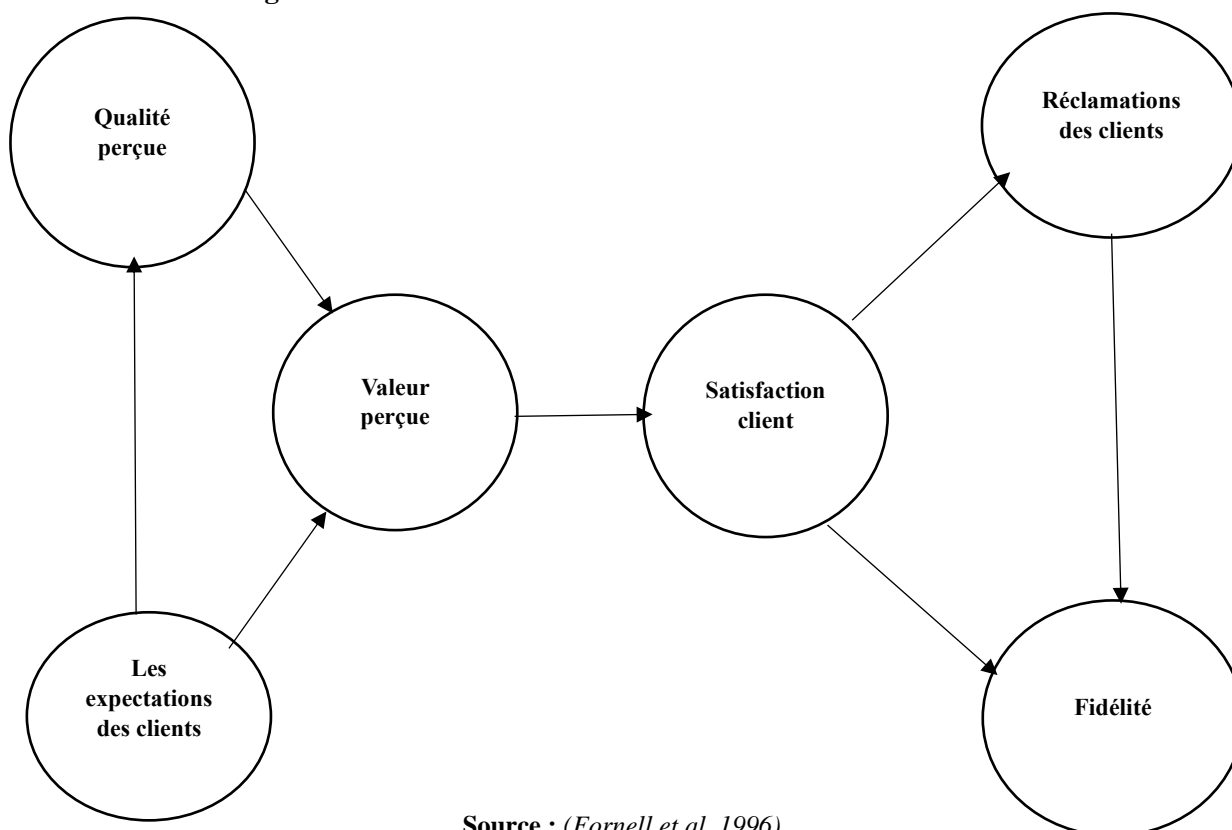 Qualité
perçue
Réclamations
des clients
Valeur
perçue
Satisfaction
client
Les
expectations
des clients
Fidélité
Source : (Fornell et al, 1996)